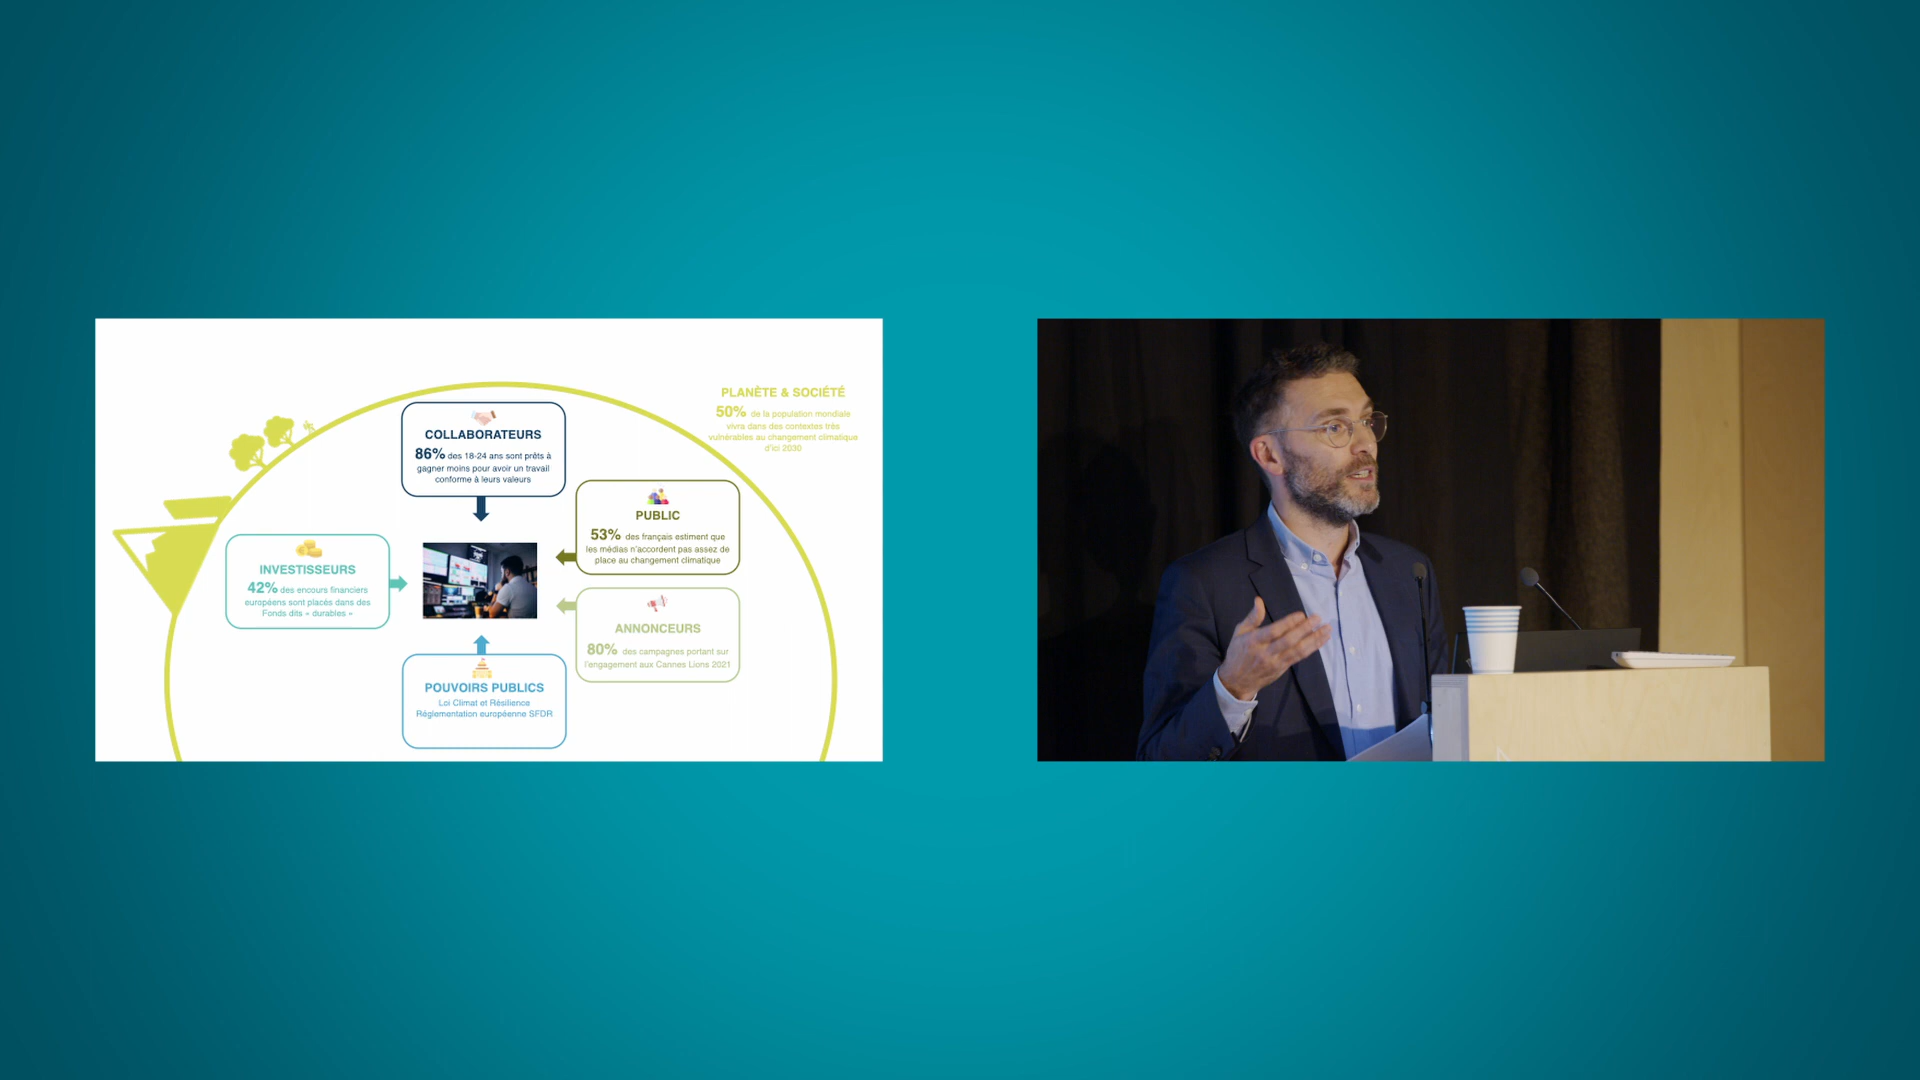 PLANÈTE & SOCIÉTÉ
50% de la population mondiale
vivra dans des contextes très
vulnérables au changement climatique
d'ici 2030
COLLABORATEURS
86% des 18-24 ans sont prêts à
gagner moins pour avoir un travail
conforme à leurs valeurs
PUBLIC
53% des français estiment que
les médias n'accordent pas assez de
place au changement climatique
INVESTISSEURS
42% des encours financiers
européens sont placés dans des
Fonds dits « durables »
ANNONCEURS
80% des campagnes portant sur
l'engagement aux Cannes Lions 2021
POUVOIRS PUBLICS
Loi Climat et Résilience
Réglementation européenne SFDR